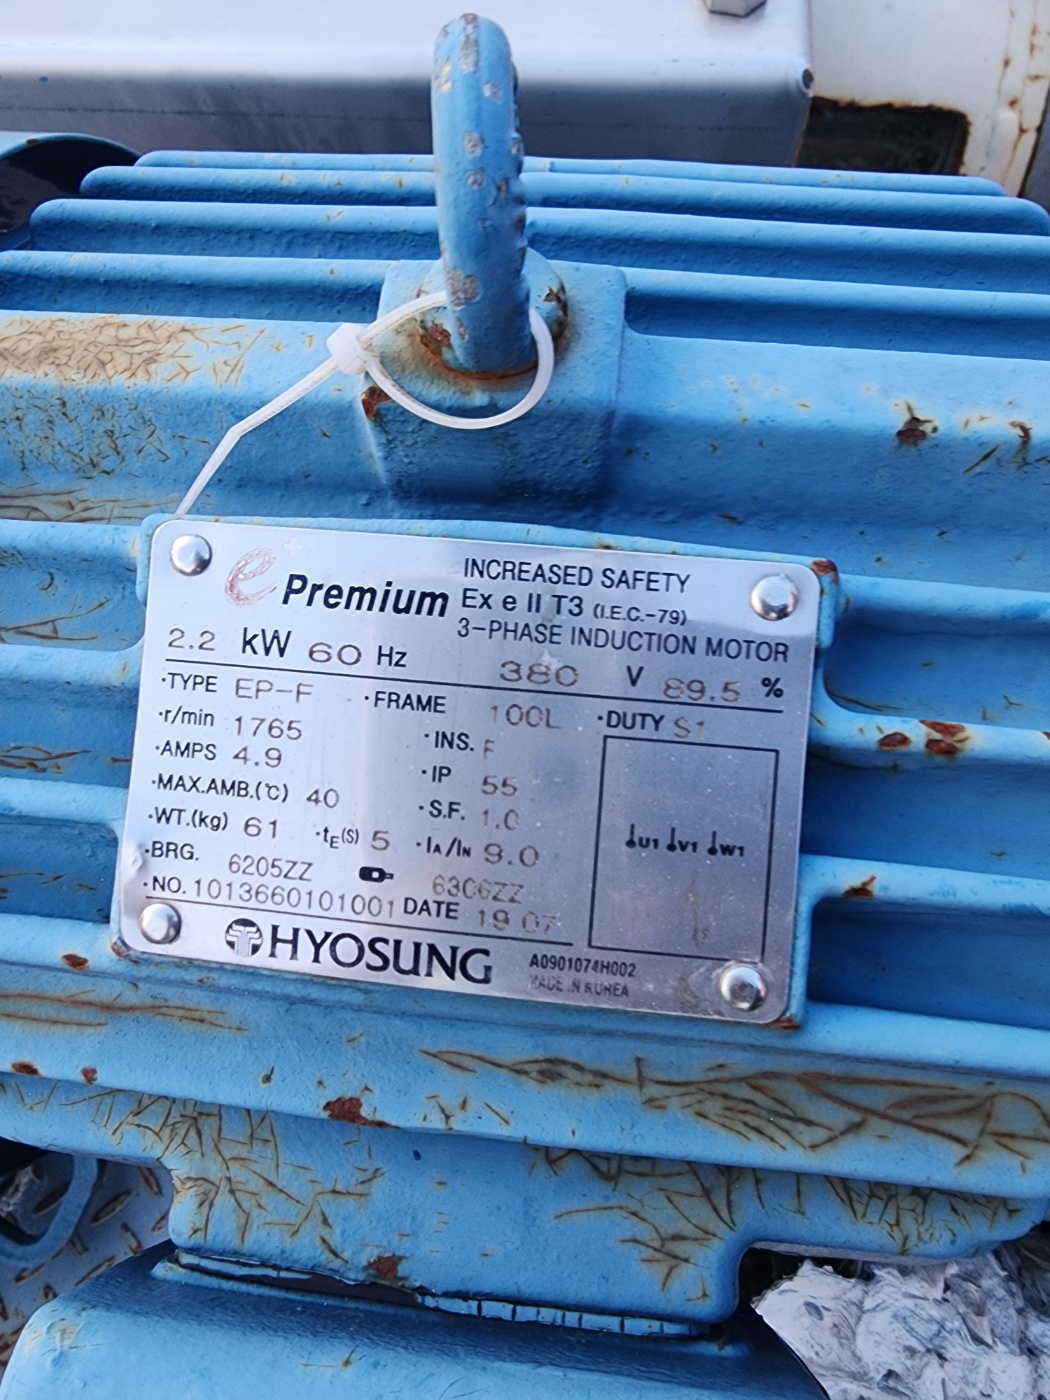 e Premium
INCREASED SAFETY
Ex e II T3 (I.E.C.-79)
3-PHASE INDUCTION MOTOR
2.2 kW 60 Hz 380 V 89.5 %
·TYPE EP-F ·FRAME 100L ·DUTY S1
·r/min 1765 ·INS. F
·AMPS 4.9 ·IP 55
·MAX.AMB.(℃) 40 ·S.F. 1.0
·WT.(kg) 61 ·tE(S) 5 ·IA/IN 9.0
U1 V1 W1
·BRG. 6205ZZ 6306ZZ
·NO. 1013660101001 DATE 19 07
HYOSUNG
A0901074H002
MADE IN KOREA